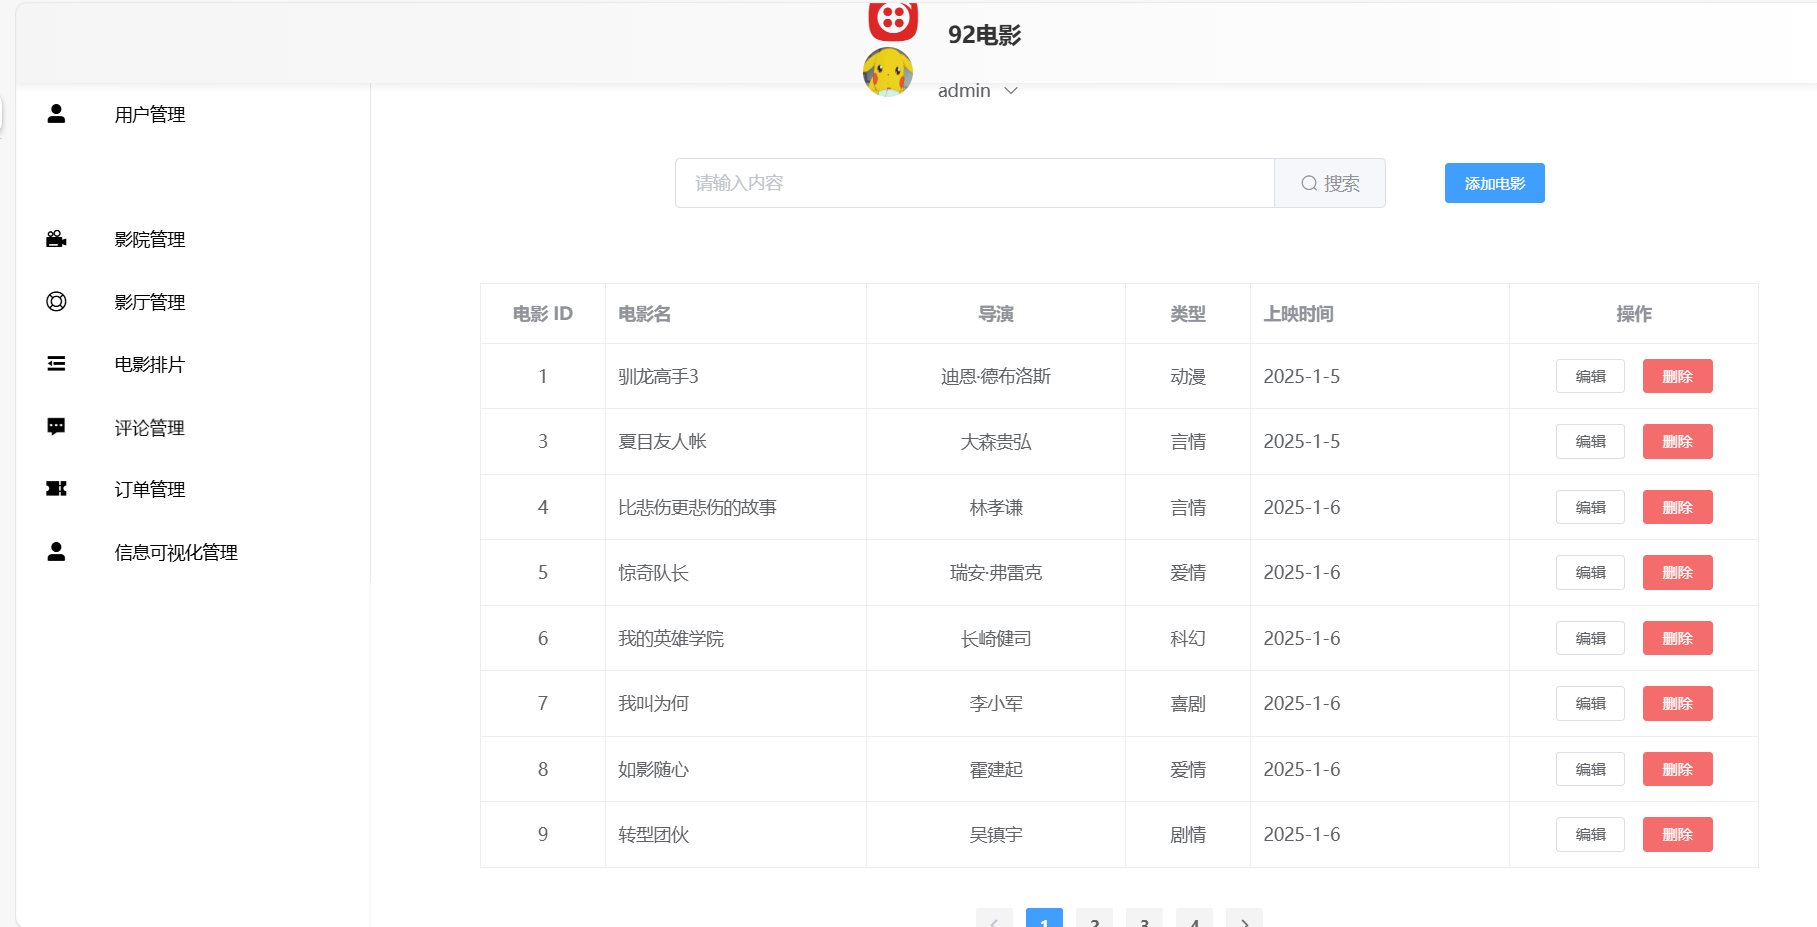 92电影
admin
用户管理
影院管理
影厅管理
电影排片
评论管理
订单管理
信息可视化管理
请输入内容 搜索 添加电影
电影 ID 电影名 导演 类型 上映时间 操作
1 驯龙高手3 迪恩·德布洛斯 动漫 2025-1-5 编辑 删除
3 夏目友人帐 大森贵弘 言情 2025-1-5 编辑 删除
4 比悲伤更悲伤的故事 林孝谦 言情 2025-1-6 编辑 删除
5 惊奇队长 瑞安·弗雷克 爱情 2025-1-6 编辑 删除
6 我的英雄学院 长崎健司 科幻 2025-1-6 编辑 删除
7 我叫为何 李小军 喜剧 2025-1-6 编辑 删除
8 如影随心 霍建起 爱情 2025-1-6 编辑 删除
9 转型团伙 吴镇宇 剧情 2025-1-6 编辑 删除
1 2 3 4